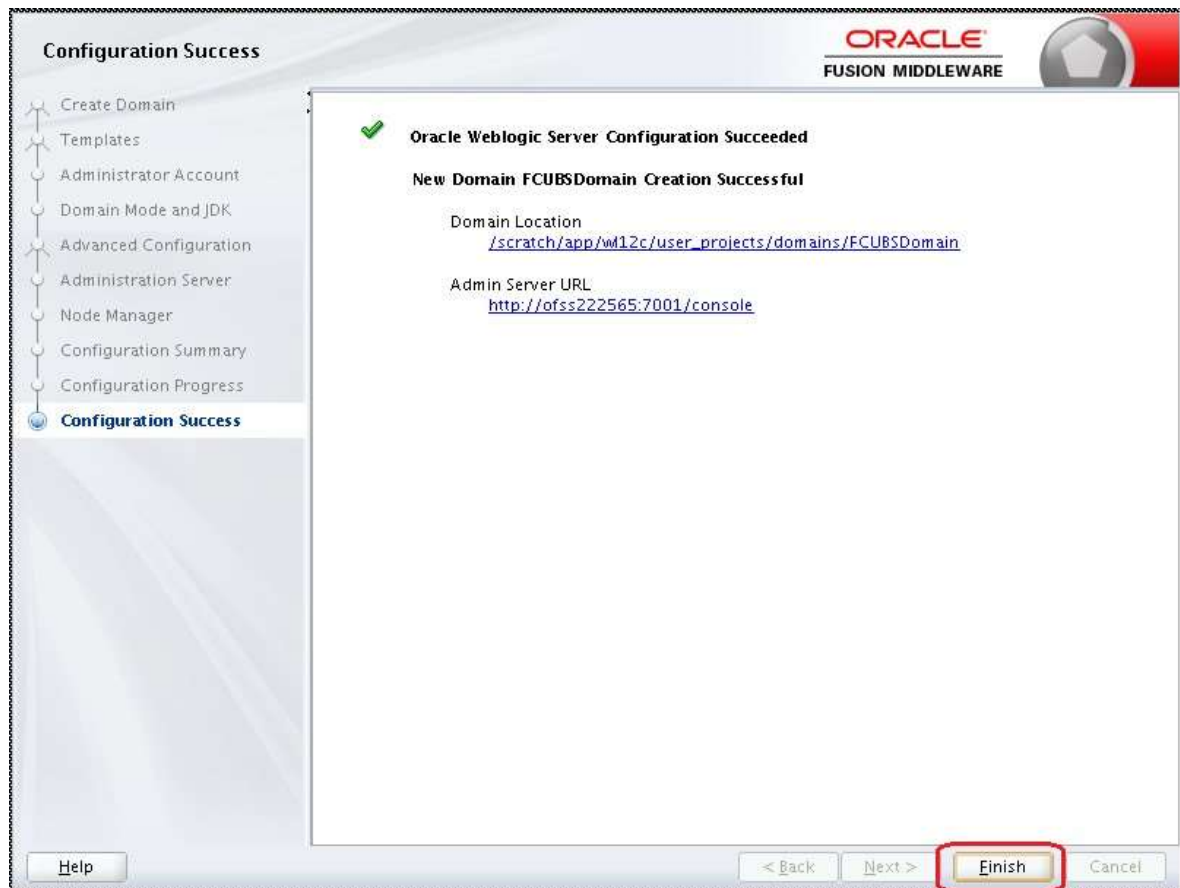 Configuration Success
ORACLE
FUSION MIDDLEWARE
Create Domain
Templates
Administrator Account
Domain Mode and JDK
Advanced Configuration
Administration Server
Node Manager
Configuration Summary
Configuration Progress
Configuration Success
Oracle Weblogic Server Configuration Succeeded
New Domain FCUBSDomain Creation Successful
Domain Location
/scratch/app/wl12c/user_projects/domains/FCUBSDomain
Admin Server URL
http://ofss222565:7001/console
Help
< Back
Next >
Finish
Cancel